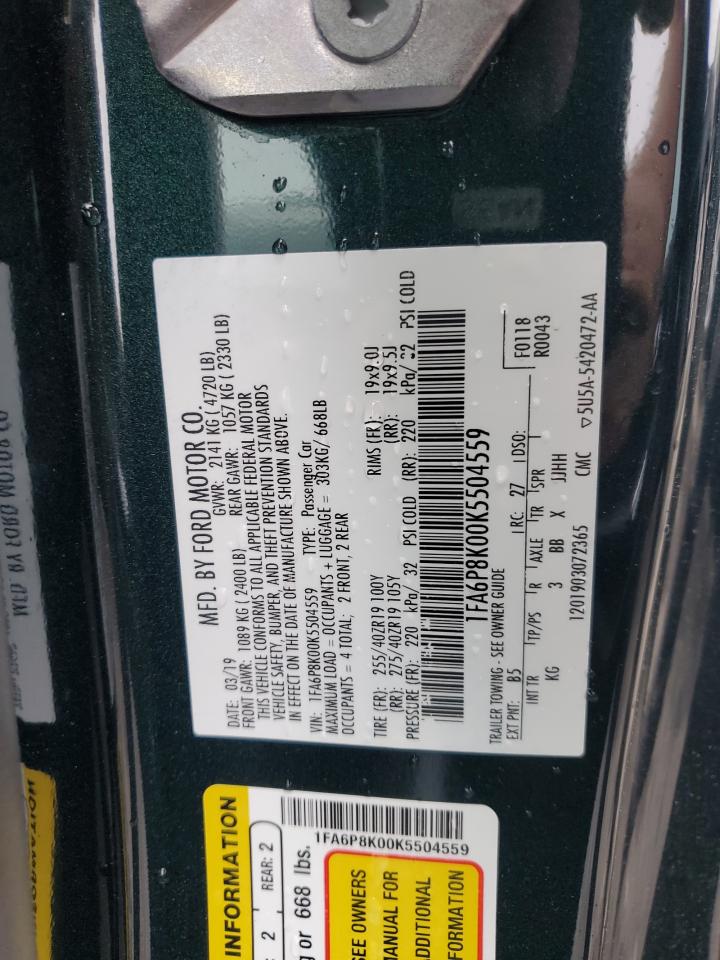 MFD. BY FORD MOTOR CO.
DATE: 03/19 GVWR: 2141 KG ( 4720 LB)
FRONT GAWR: 1089 KG ( 2400 LB) REAR GAWR: 1057 KG ( 2330 LB)
THIS VEHICLE CONFORMS TO ALL APPLICABLE FEDERAL MOTOR
VEHICLE SAFETY, BUMPER, AND THEFT PREVENTION STANDARDS
IN EFFECT ON THE DATE OF MANUFACTURE SHOWN ABOVE.
VIN: 1FA6P8K00K5504559 TYPE: Passenger Car
MAXIMUM LOAD = OCCUPANTS + LUGGAGE = 303KG/ 668LB
OCCUPANTS = 4 TOTAL: 2 FRONT, 2 REAR
TIRE (FR): 255/40ZR19 100Y RIMS (FR): 19x9.0J
(RR): 275/40ZR19 105Y (RR): 19x9.5J
PRESSURE (FR): 220 kPa/ 32 PSI COLD (RR): 220 kPa/ 32 PSI COLD
1FA6P8K00K5504559
TRAILER TOWING - SEE OWNER GUIDE
EXT PNT: B5 RC: 27 DSO:
F0118
R0043
INT TR TP/PS R AXLE TR SPR
KG 3 BB X JJHH
1201903072365 CMC ▽5U5A-5420472-AA
INFORMATION
2 REAR: 2
or 668 lbs.
1FA6P8K00K5504559
SEE OWNERS
MANUAL FOR
ADDITIONAL
INFORMATION